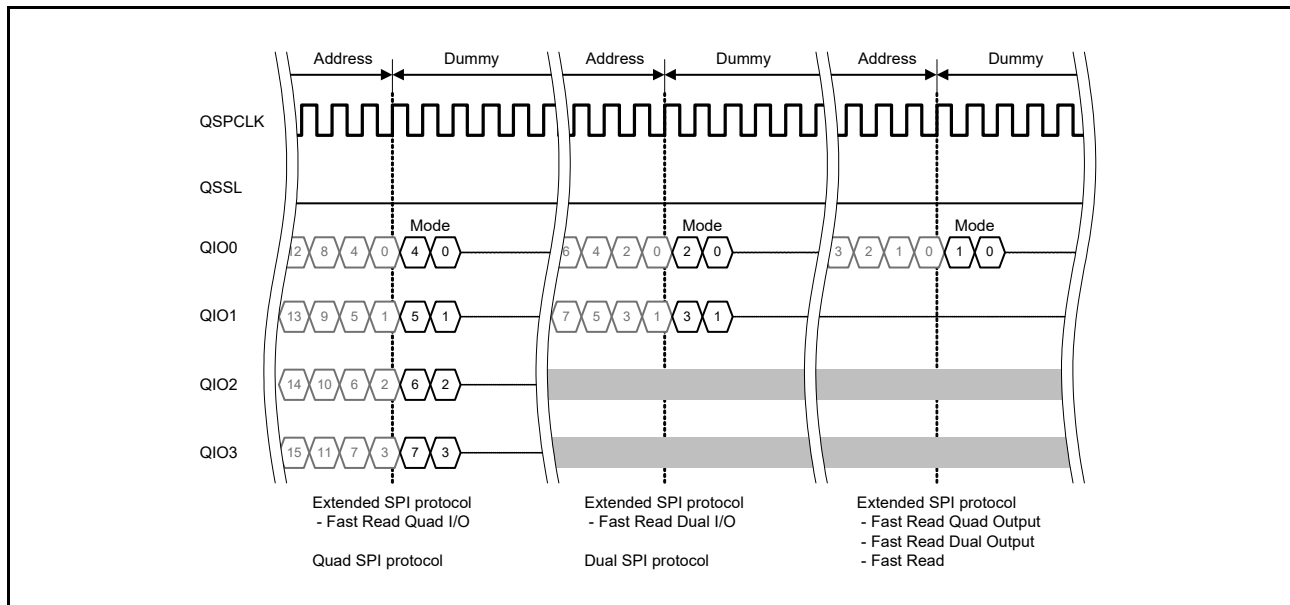 Address Dummy Address Dummy Address Dummy
QSPCLK
QSSL
Mode Mode Mode
QIO0 12 8 4 0 4 0 6 4 2 0 2 0 3 2 1 0 1 0
QIO1 13 9 5 1 5 1 7 5 3 1 3 1
QIO2 14 10 6 2 6 2
QIO3 15 11 7 3 7 3
Extended SPI protocol
- Fast Read Quad I/O
Quad SPI protocol
Extended SPI protocol
- Fast Read Dual I/O
Dual SPI protocol
Extended SPI protocol
- Fast Read Quad Output
- Fast Read Dual Output
- Fast Read